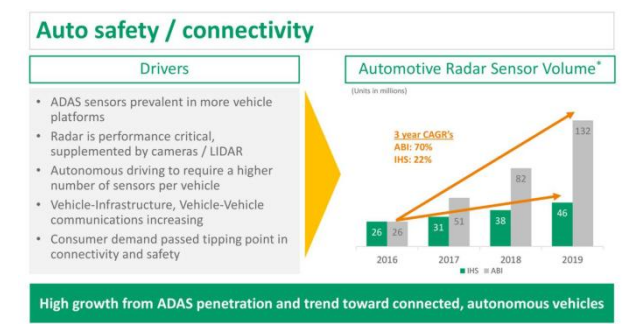 Auto safety / connectivity
Drivers
• ADAS sensors prevalent in more vehicle
platforms
• Radar is performance critical,
supplemented by cameras / LIDAR
• Autonomous driving to require a higher
number of sensors per vehicle
• Vehicle-Infrastructure, Vehicle-Vehicle
communications increasing
• Consumer demand passed tipping point in
connectivity and safety
Automotive Radar Sensor Volume*
(Units in millions)
3 year CAGR's
ABI: 70%
IHS: 22%
26 26 31 51 38 82 46 132
2016 2017 2018 2019
IHS ABI
High growth from ADAS penetration and trend toward connected, autonomous vehicles